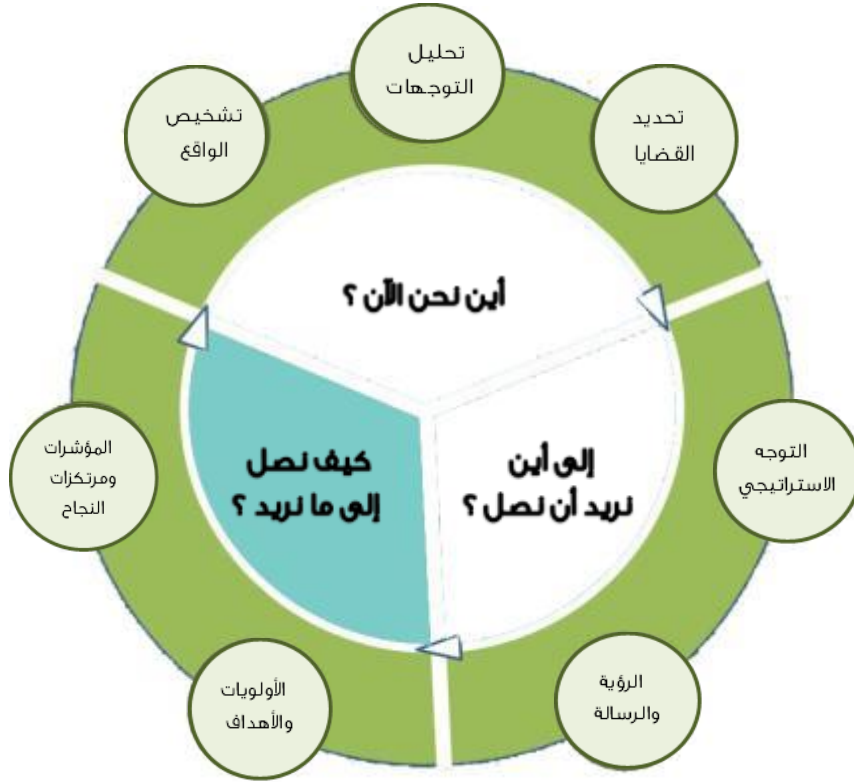 تحليل
التوجهات
تحديد
القضايا
تشخيص
الواقع
أين نحن الآن ؟
إلى أين
نريد أن نصل ؟
كيف نصل
إلى ما نريد ؟
التوجه
الاستراتيجي
المؤشرات
ومرتكزات
النجاح
الرؤية
والرسالة
الأولويات
والأهداف